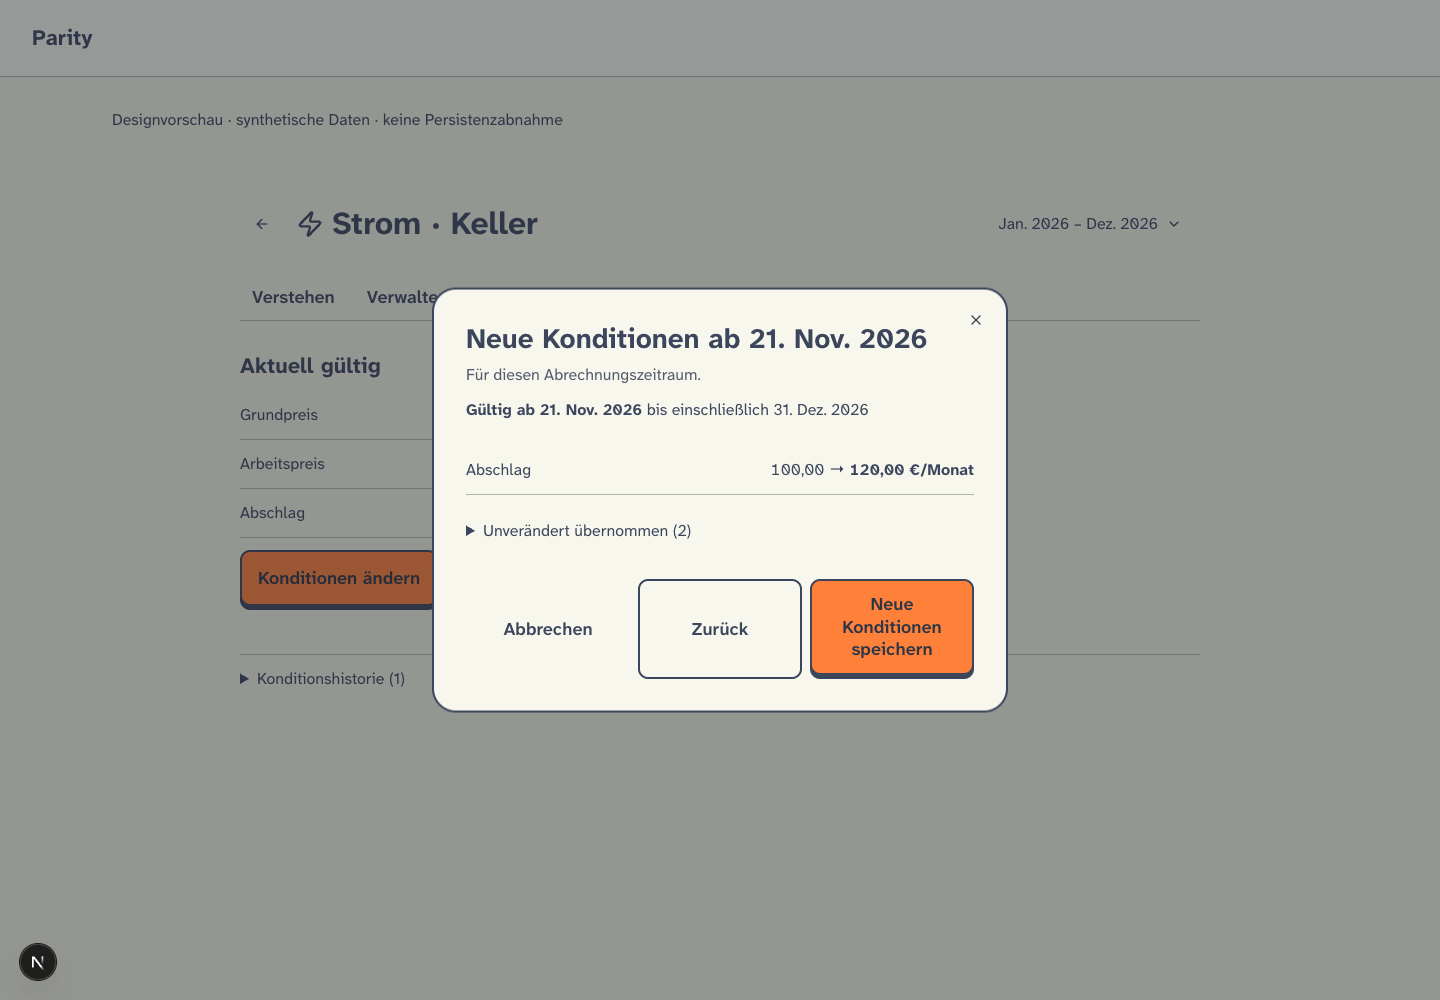 Parity
Designvorschau · synthetische Daten · keine Persistenzabnahme
← Strom · Keller
Jan. 2026 – Dez. 2026
Verstehen Verwalte
Aktuell gültig
Grundpreis
Arbeitspreis
Abschlag
Konditionen ändern
Konditionshistorie (1)
Neue Konditionen ab 21. Nov. 2026
Für diesen Abrechnungszeitraum.
Gültig ab 21. Nov. 2026 bis einschließlich 31. Dez. 2026
Abschlag 100,00 → 120,00 €/Monat
Unverändert übernommen (2)
Abbrechen
Zurück
Neue
Konditionen
speichern
N